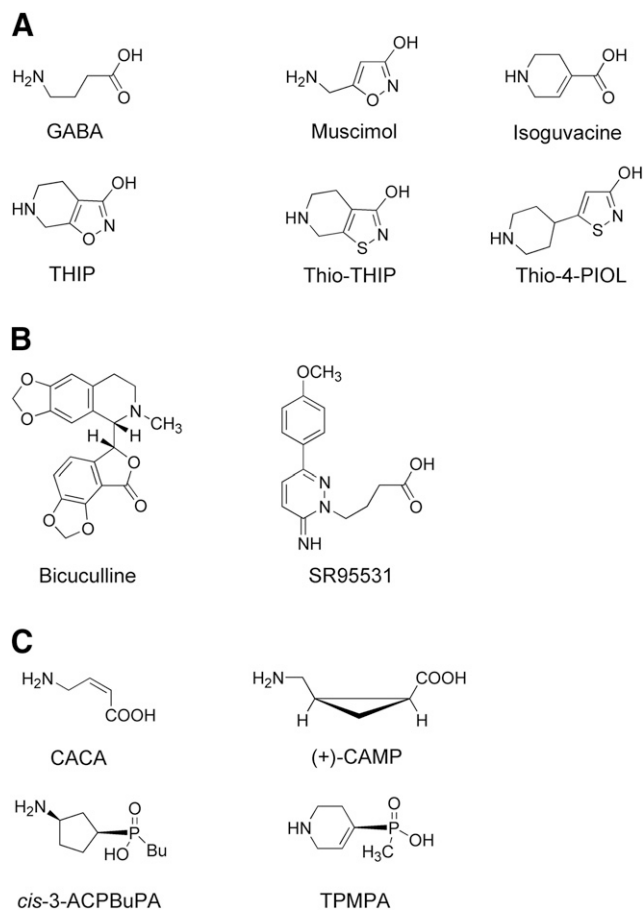 A
H₂N OH O
GABA
H₂N OH N O
Muscimol
HN OH O
Isoguvacine
HN OH N O
THIP
HN OH N S
Thio-THIP
HN OH N S
Thio-4-PIOL
B
O O N CH₃ H H O O O O
Bicuculline
OCH₃ N N NH O OH
SR95531
C
H₂N COOH
CACA
H₂N COOH H H
(+)-CAMP
H₂N O P HO Bu
cis-3-ACPBuPA
HN O P OH H₃C
TPMPA